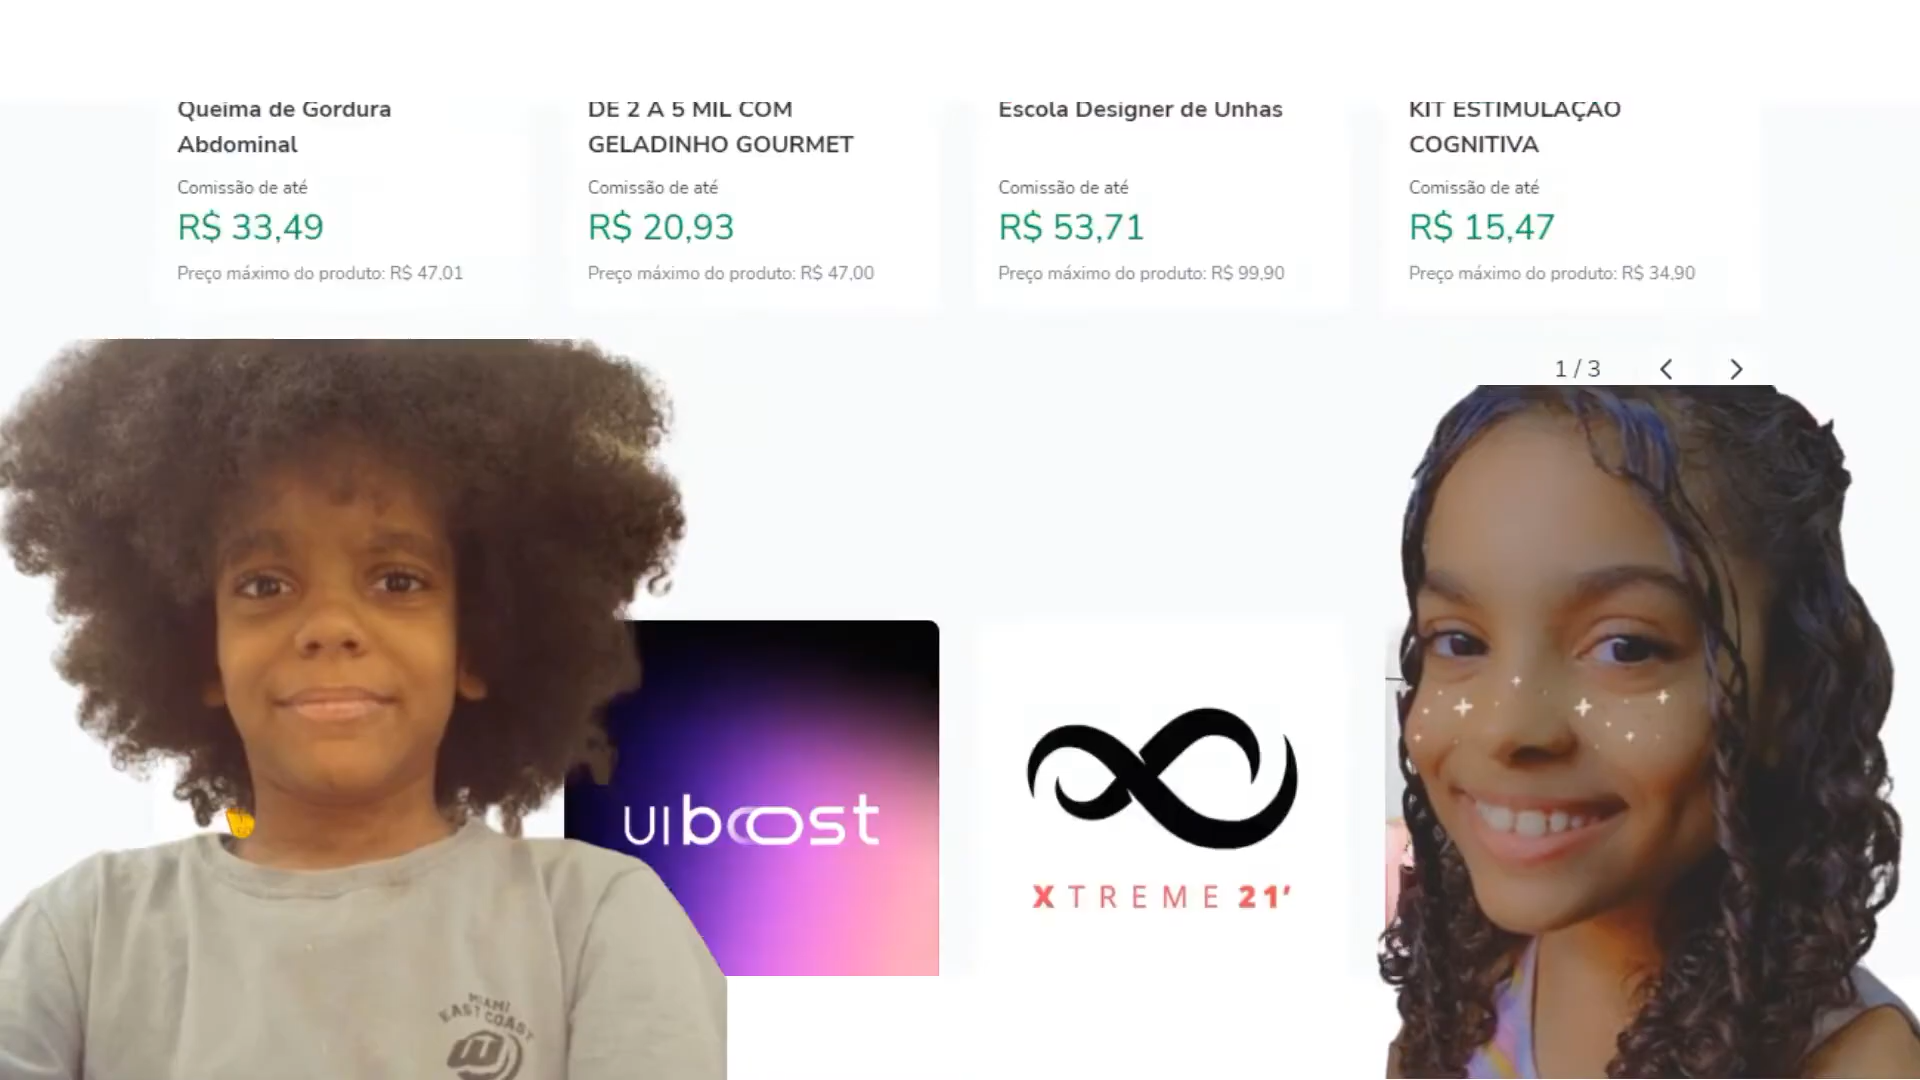 Queima de Gordura
Abdominal
Comissão de até
R$ 33,49
Preço máximo do produto: R$ 47,01
DE 2 A 5 MIL COM
GELADINHO GOURMET
Comissão de até
R$ 20,93
Preço máximo do produto: R$ 47,00
Escola Designer de Unhas
Comissão de até
R$ 53,71
Preço máximo do produto: R$ 99,90
KIT ESTIMULAÇÃO
COGNITIVA
Comissão de até
R$ 15,47
Preço máximo do produto: R$ 34,90
1 / 3
uiboost
XTREME 21'
MIAMI
EAST COAST